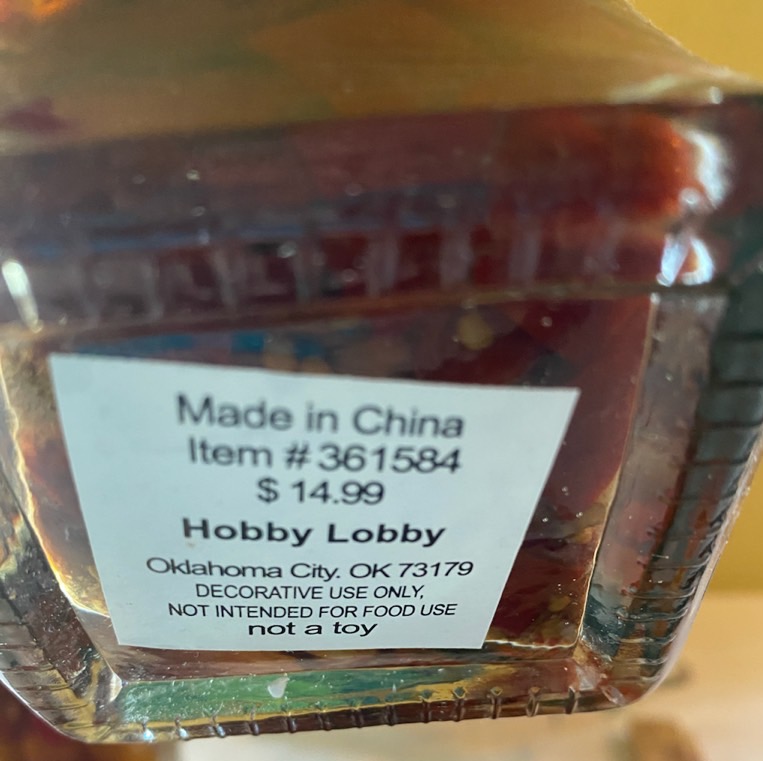 Made in China
Item # 361584
$ 14.99
Hobby Lobby
Oklahoma City. OK 73179
DECORATIVE USE ONLY,
NOT INTENDED FOR FOOD USE
not a toy